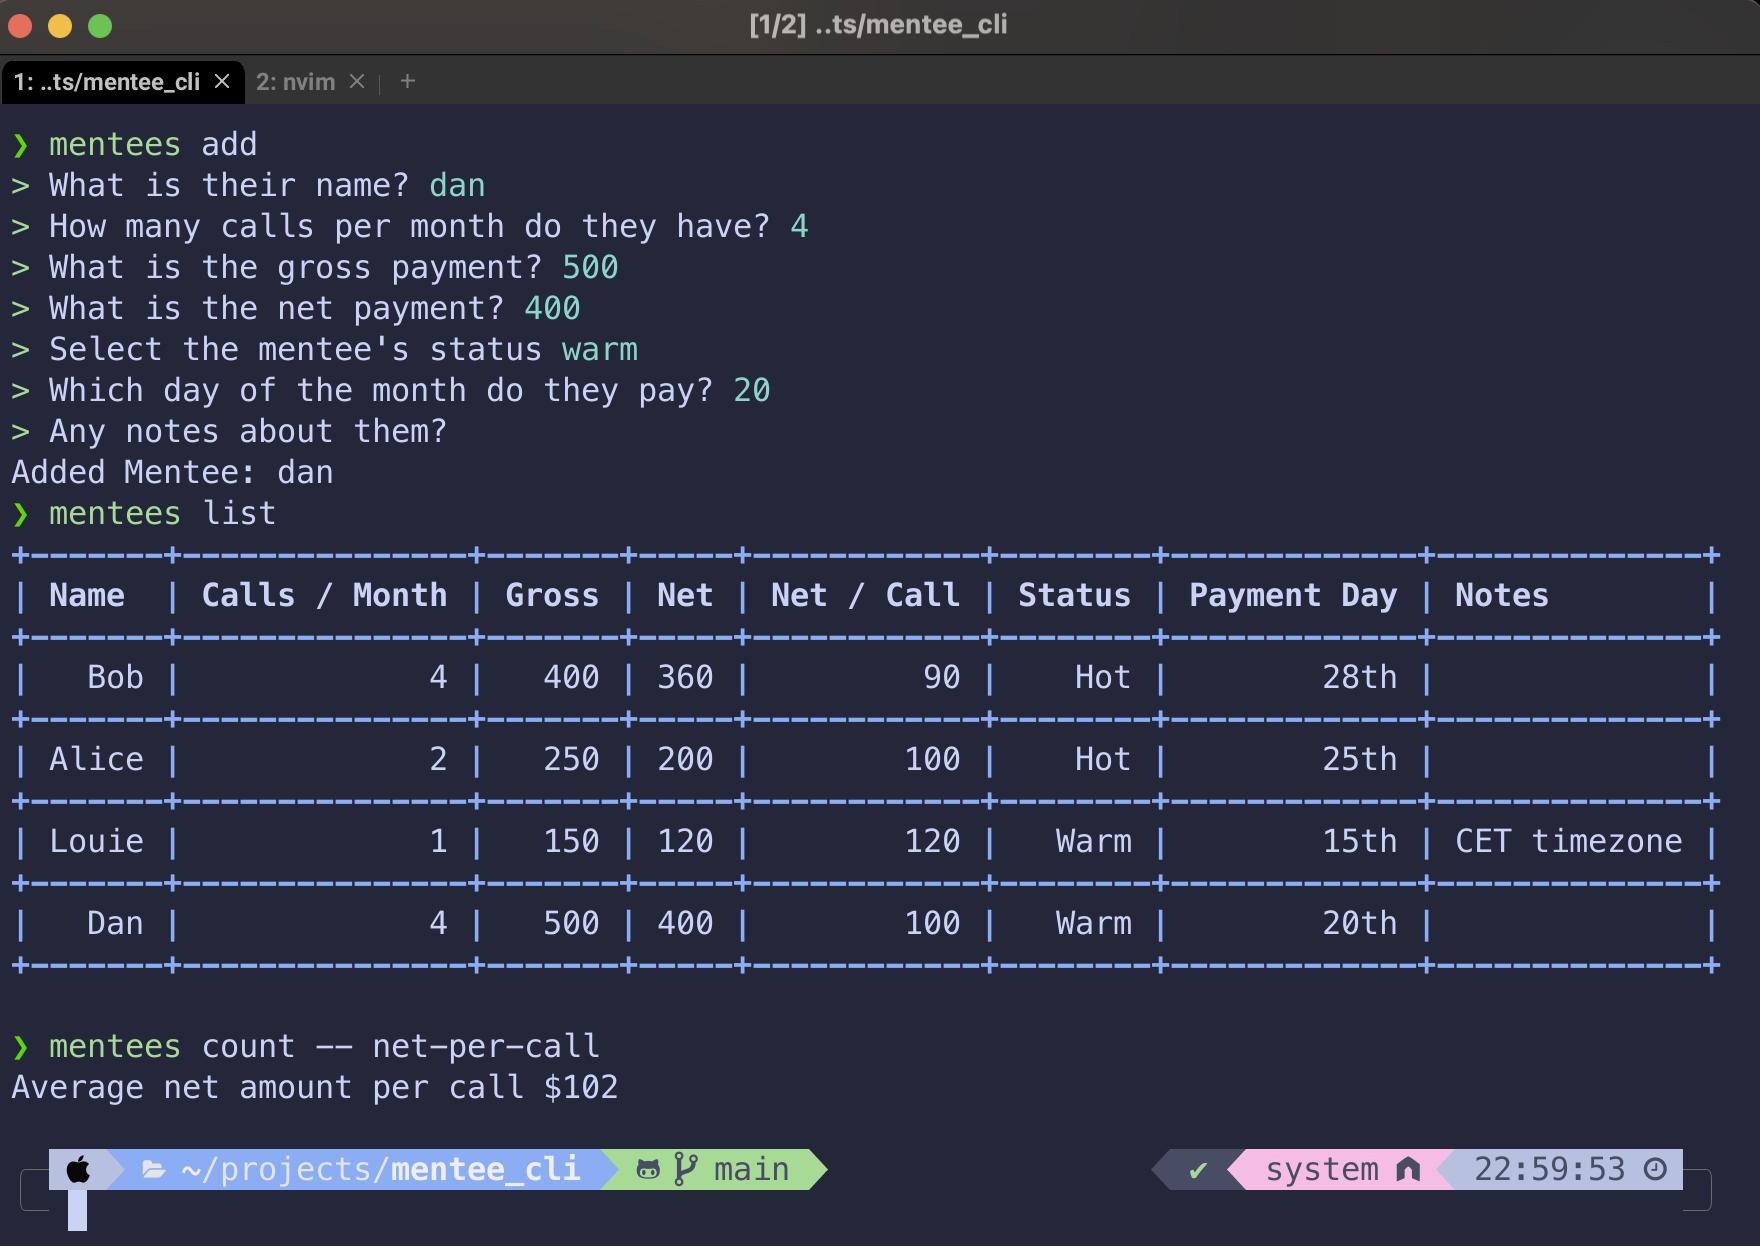 [1/2] ..ts/mentee_cli
1: ..ts/mentee_cli × 2: nvim × | +
❯ mentees add
> What is their name? dan
> How many calls per month do they have? 4
> What is the gross payment? 500
> What is the net payment? 400
> Select the mentee's status warm
> Which day of the month do they pay? 20
> Any notes about them?
Added Mentee: dan
❯ mentees list
+-------+---------------+-------+-----+------------+--------+-------------+--------------+
| Name  | Calls / Month | Gross | Net | Net / Call | Status | Payment Day | Notes        |
+-------+---------------+-------+-----+------------+--------+-------------+--------------+
|   Bob |             4 |   400 | 360 |         90 |    Hot |        28th |              |
+-------+---------------+-------+-----+------------+--------+-------------+--------------+
| Alice |             2 |   250 | 200 |        100 |    Hot |        25th |              |
+-------+---------------+-------+-----+------------+--------+-------------+--------------+
| Louie |             1 |   150 | 120 |        120 |   Warm |        15th | CET timezone |
+-------+---------------+-------+-----+------------+--------+-------------+--------------+
|   Dan |             4 |   500 | 400 |        100 |   Warm |        20th |              |
+-------+---------------+-------+-----+------------+--------+-------------+--------------+
❯ mentees count -- net-per-call
Average net amount per call $102
~/projects/mentee_cli main ✔ system 22:59:53